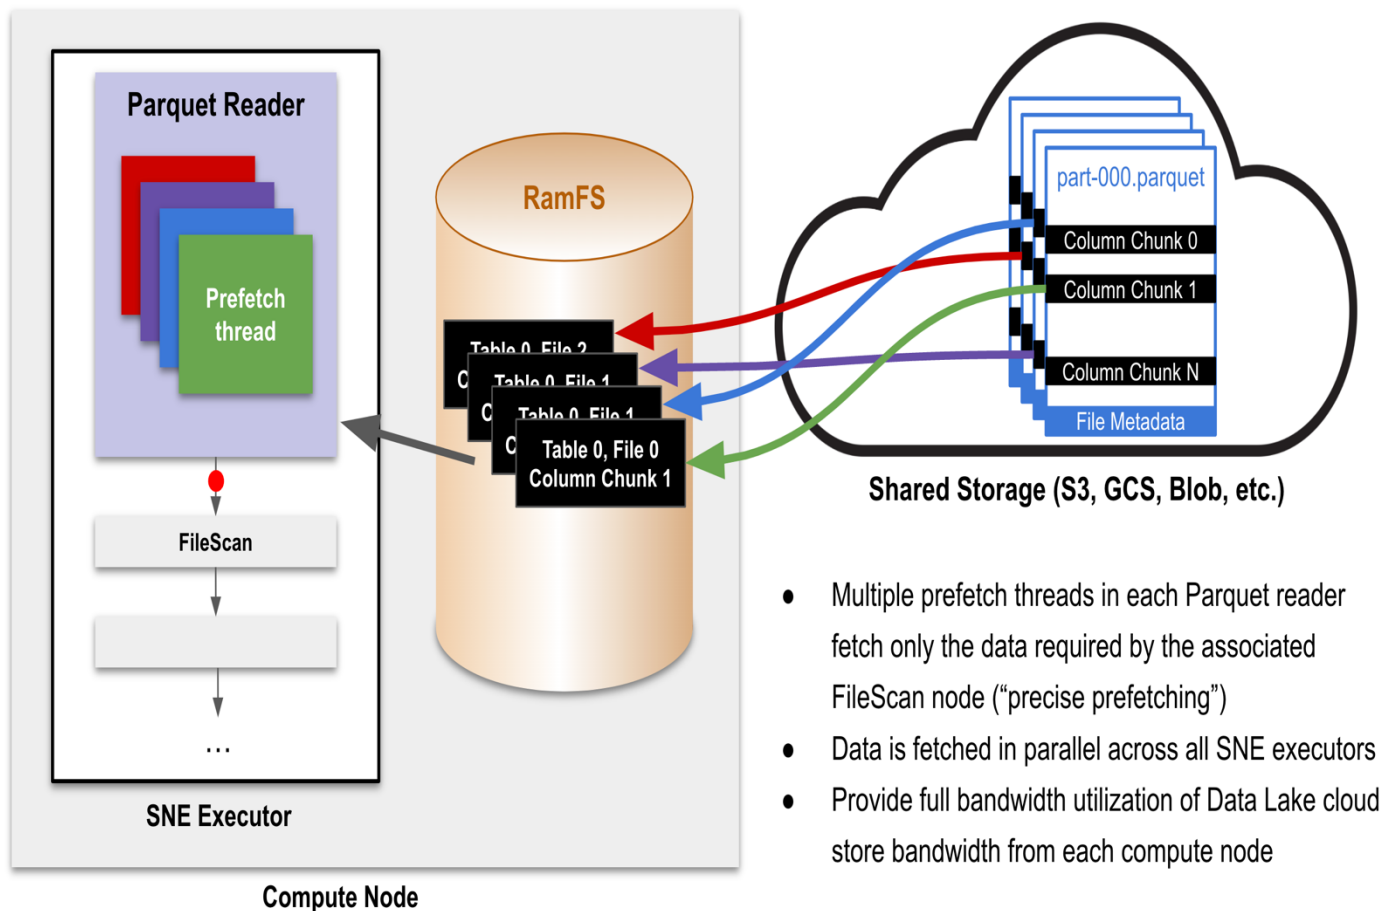 Parquet Reader
Prefetch
thread
FileScan
...
SNE Executor
Compute Node
RamFS
Table 0, File 2
C
Table 0, File 1
C
Table 0, File 1
C
Table 0, File 0
Column Chunk 1
part-000.parquet
Column Chunk 0
Column Chunk 1
Column Chunk N
File Metadata
Shared Storage (S3, GCS, Blob, etc.)
● Multiple prefetch threads in each Parquet reader
fetch only the data required by the associated
FileScan node (“precise prefetching”)
● Data is fetched in parallel across all SNE executors
● Provide full bandwidth utilization of Data Lake cloud
store bandwidth from each compute node